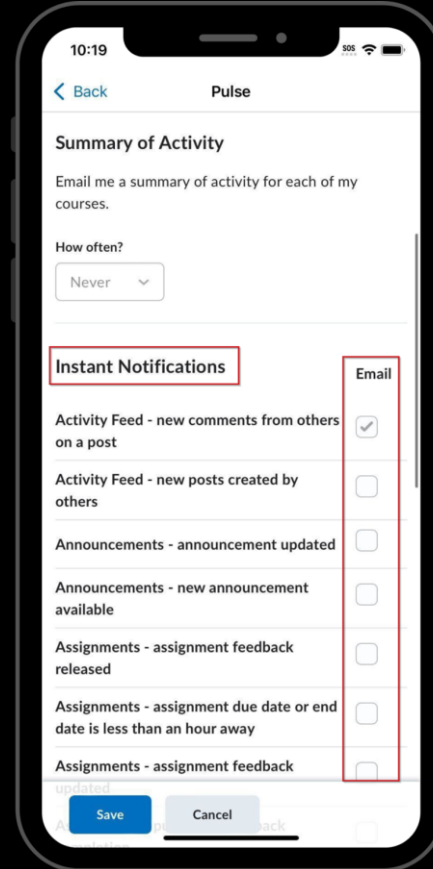 10:19
SOS
Back
Pulse
Summary of Activity
Email me a summary of activity for each of my
courses.
How often?
Never
Instant Notifications
Email
Activity Feed - new comments from others
on a post
Activity Feed - new posts created by
others
Announcements - announcement updated
Announcements - new announcement
available
Assignments - assignment feedback
released
Assignments - assignment due date or end
date is less than an hour away
Assignments - assignment feedback
updated
Save
Cancel